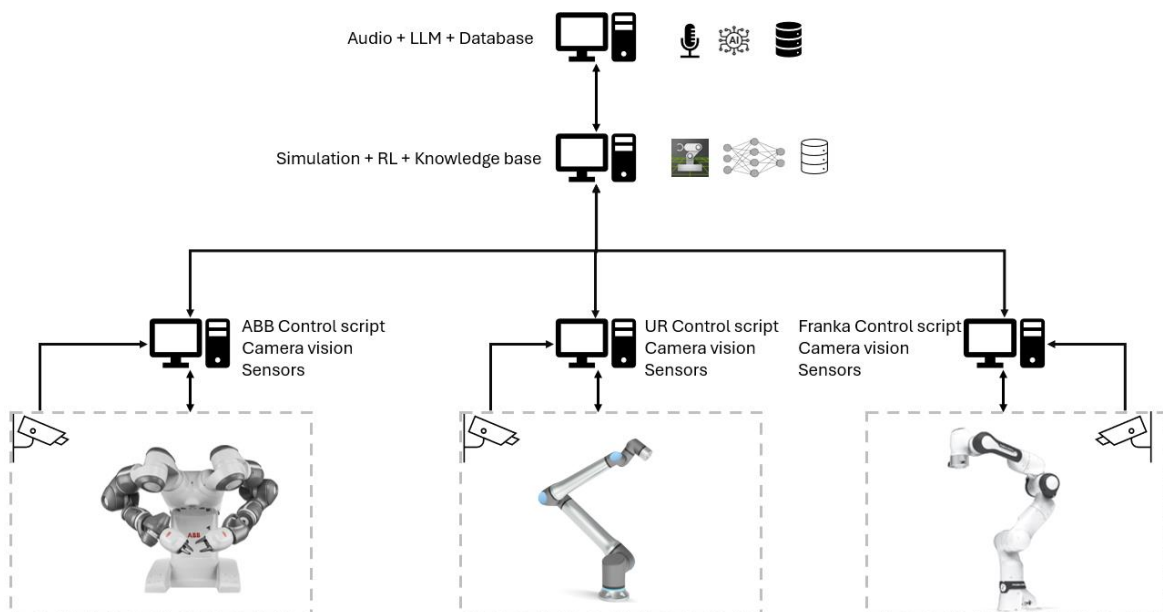 Audio + LLM + Database
AI
Simulation + RL + Knowledge base
ABB Control script
Camera vision
Sensors
UR Control script
Camera vision
Sensors
Franka Control script
Camera vision
Sensors
ABB